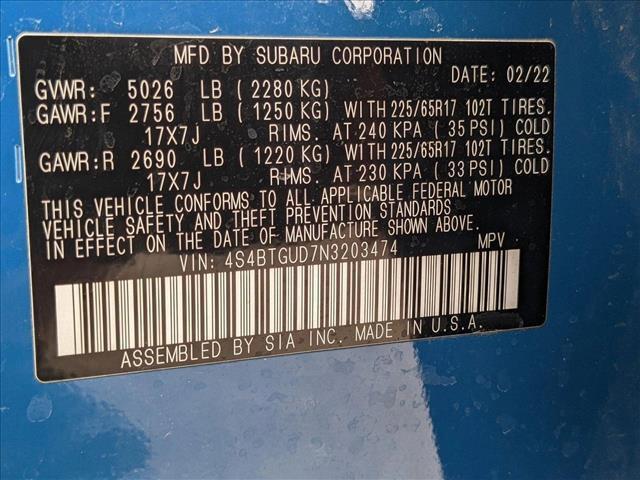 MFD BY SUBARU CORPORATION
DATE: 02/22
GVWR: 5026 LB (2280 KG)
GAWR:F 2756 LB (1250 KG) WITH 225/65R17 102T TIRES.
17X7J RIMS. AT 240 KPA (35 PSI) COLD
GAWR:R 2690 LB (1220 KG) WITH 225/65R17 102T TIRES.
17X7J RIMS. AT 230 KPA (33 PSI) COLD
THIS VEHICLE CONFORMS TO ALL APPLICABLE FEDERAL MOTOR
VEHICLE SAFETY AND THEFT PREVENTION STANDARDS
IN EFFECT ON THE DATE OF MANUFACTURE SHOWN ABOVE.
VIN: 4S4BTGUD7N3203474 MPV
ASSEMBLED BY SIA INC. MADE IN U.S.A.